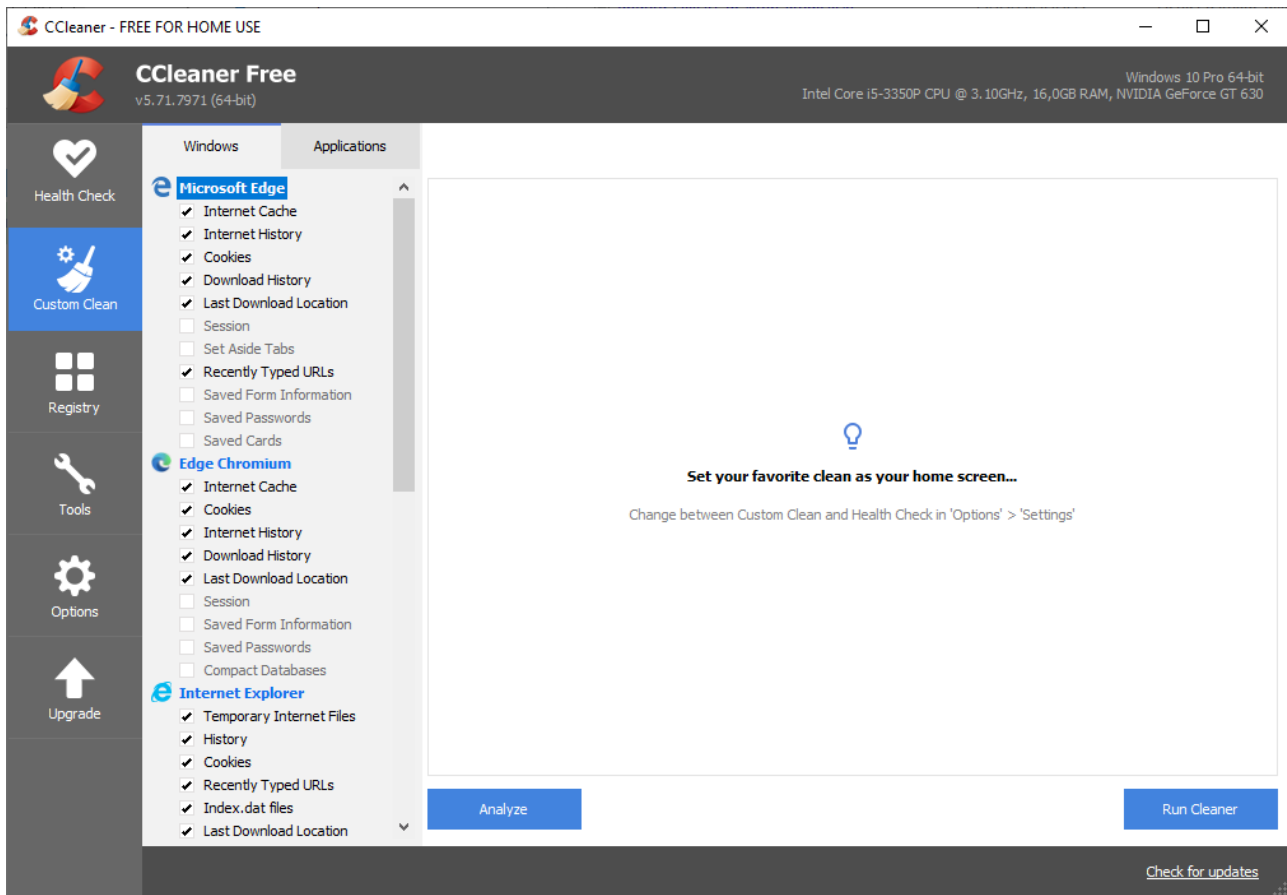 CCleaner - FREE FOR HOME USE
CCleaner Free
v5.71.7971 (64-bit)
Windows 10 Pro 64-bit
Intel Core i5-3350P CPU @ 3.10GHz, 16,0GB RAM, NVIDIA GeForce GT 630
Health Check
Custom Clean
Registry
Tools
Options
Upgrade
Windows
Applications
Microsoft Edge
Internet Cache
Internet History
Cookies
Download History
Last Download Location
Session
Set Aside Tabs
Recently Typed URLs
Saved Form Information
Saved Passwords
Saved Cards
Edge Chromium
Internet Cache
Cookies
Internet History
Download History
Last Download Location
Session
Saved Form Information
Saved Passwords
Compact Databases
Internet Explorer
Temporary Internet Files
History
Cookies
Recently Typed URLs
Index.dat files
Last Download Location
Set your favorite clean as your home screen...
Change between Custom Clean and Health Check in 'Options' > 'Settings'
Analyze
Run Cleaner
Check for updates